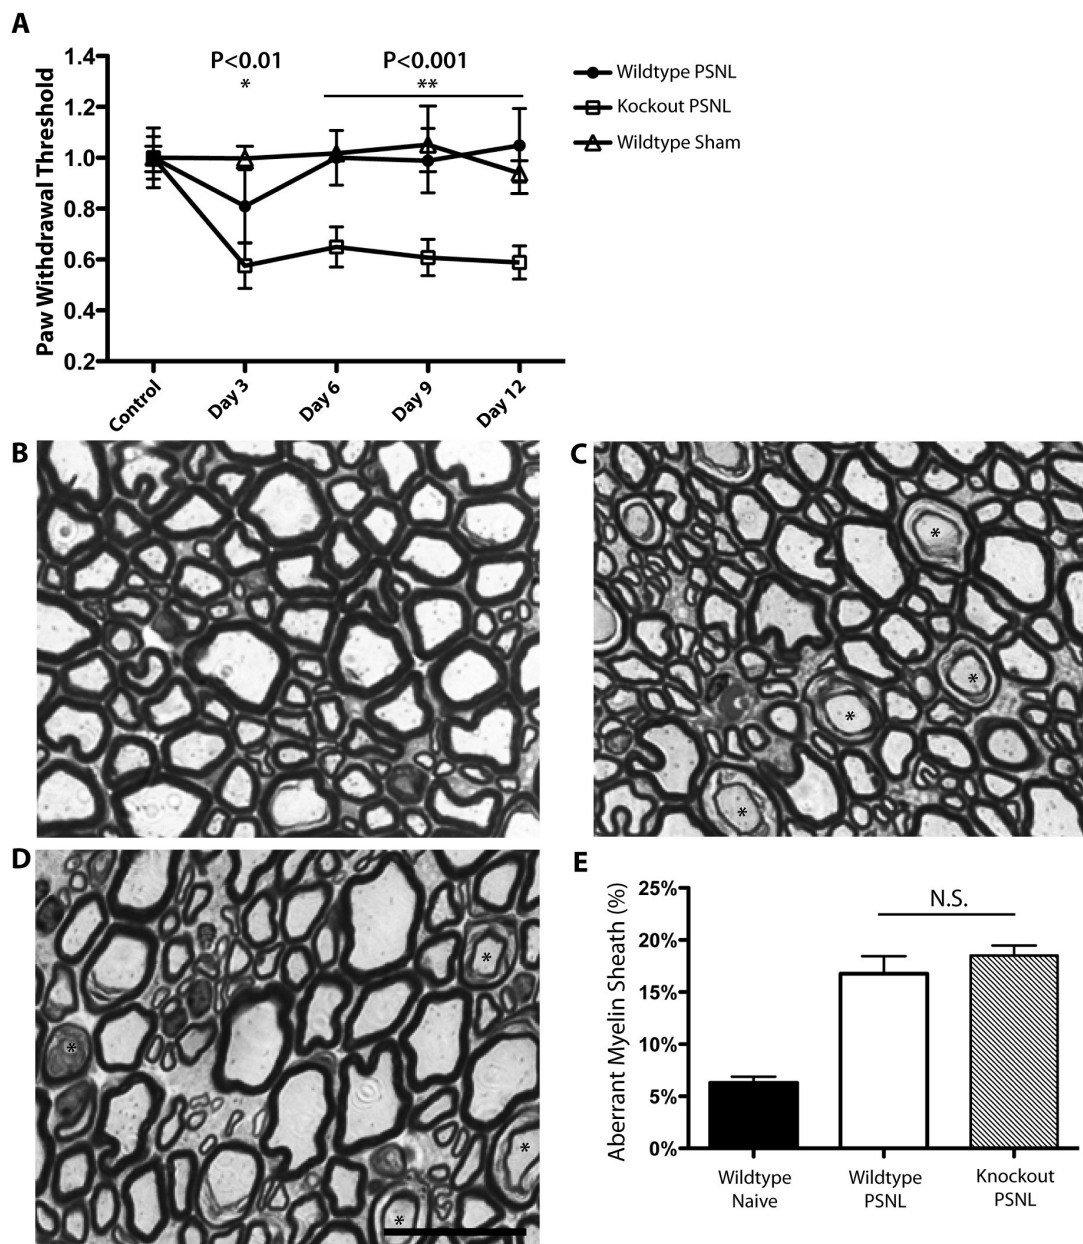 A
1.4
1.2
1.0
0.8
0.6
0.4
0.2
Paw Withdrawal Threshold
P<0.01
*
P<0.001
**
Control
Day 3
Day 6
Day 9
Day 12
Wildtype PSNL
Kockout PSNL
Wildtype Sham
B
C
*
*
*
*
D
*
*
*
*
E
25%
20%
15%
10%
5%
0%
Aberrant Myelin Sheath (%)
N.S.
Wildtype
Naive
Wildtype
PSNL
Knockout
PSNL